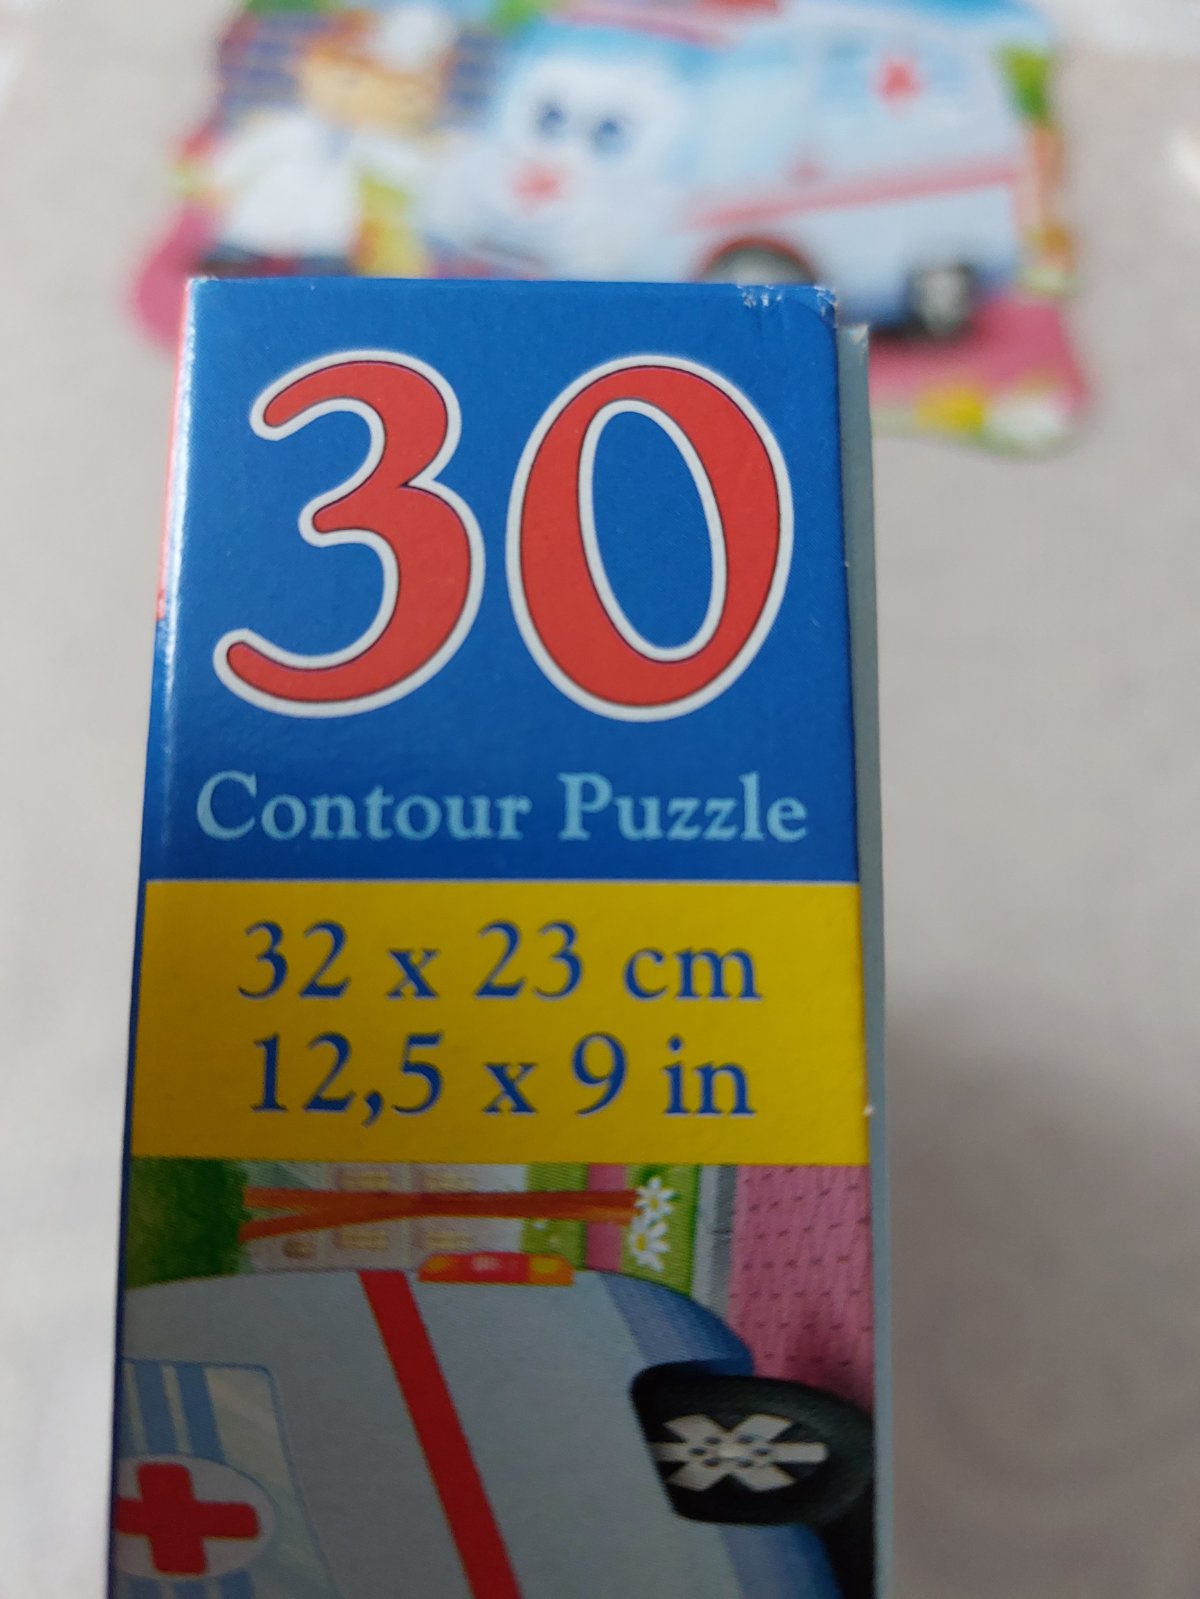 30
Contour Puzzle
32 x 23 cm
12,5 x 9 in